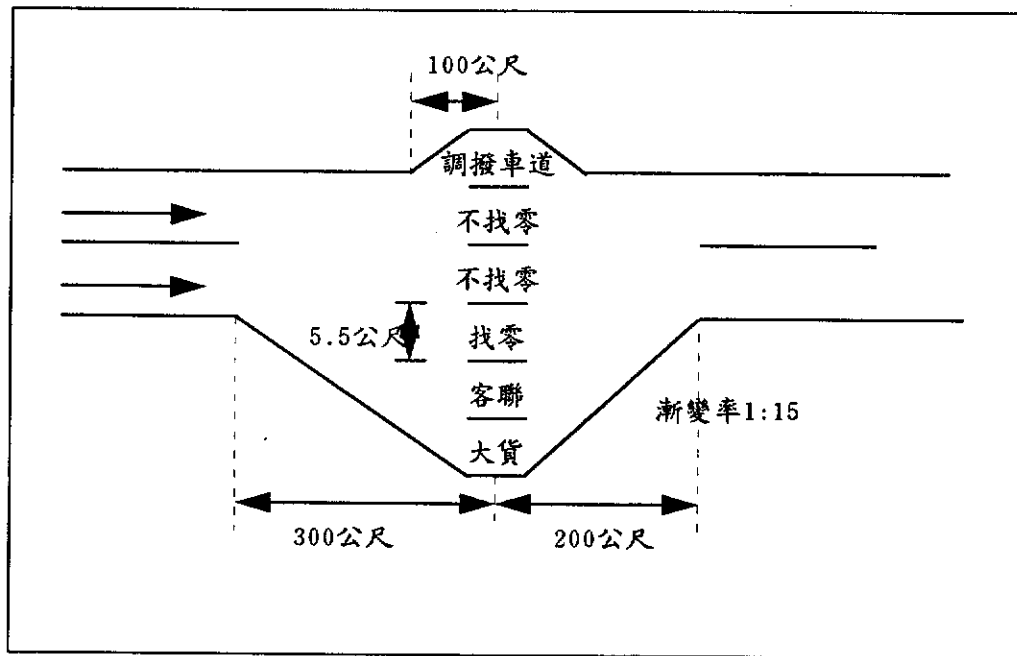 100公尺
調撥車道
不找零
不找零
5.5公尺
找零
客聯
漸變率1:15
大貨
300公尺
200公尺